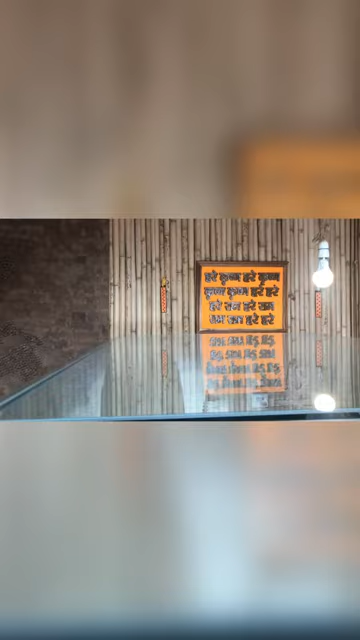 हरे कृष्ण हरे कृष्ण
कृष्ण कृष्ण हरे हरे
हरे राम हरे राम
राम राम हरे हरे